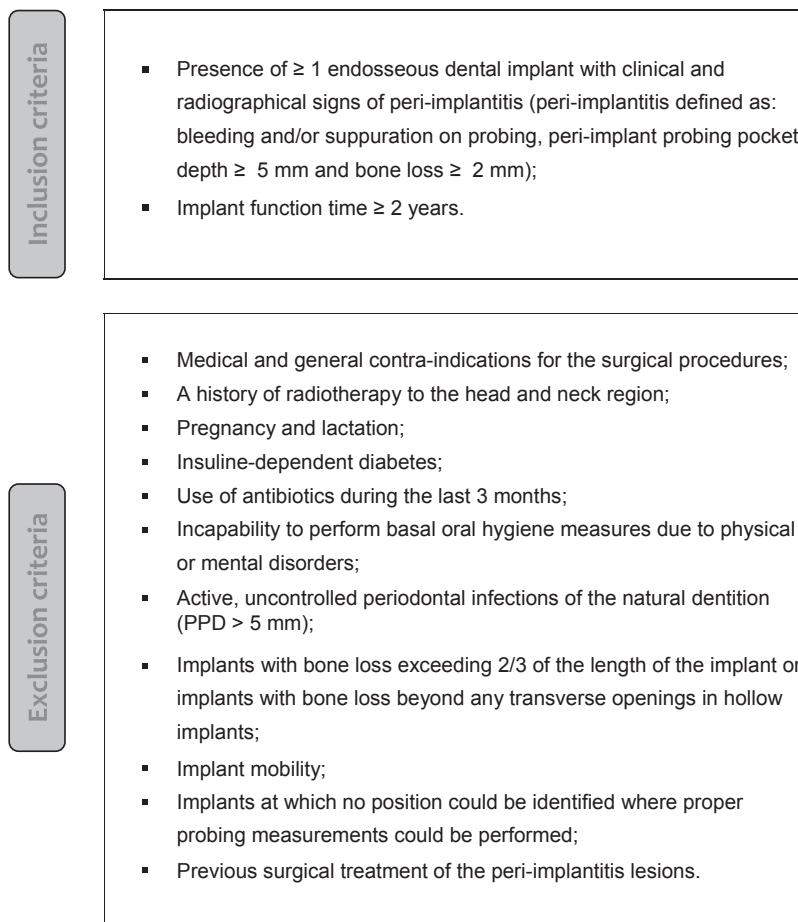 Inclusion criteria
▪ Presence of ≥ 1 endosseous dental implant with clinical and
radiographical signs of peri-implantitis (peri-implantitis defined as:
bleeding and/or suppuration on probing, peri-implant probing pocket
depth ≥ 5 mm and bone loss ≥ 2 mm);
▪ Implant function time ≥ 2 years.
Exclusion criteria
▪ Medical and general contra-indications for the surgical procedures;
▪ A history of radiotherapy to the head and neck region;
▪ Pregnancy and lactation;
▪ Insuline-dependent diabetes;
▪ Use of antibiotics during the last 3 months;
▪ Incapability to perform basal oral hygiene measures due to physical
or mental disorders;
▪ Active, uncontrolled periodontal infections of the natural dentition
(PPD > 5 mm);
▪ Implants with bone loss exceeding 2/3 of the length of the implant or
implants with bone loss beyond any transverse openings in hollow
implants;
▪ Implant mobility;
▪ Implants at which no position could be identified where proper
probing measurements could be performed;
▪ Previous surgical treatment of the peri-implantitis lesions.